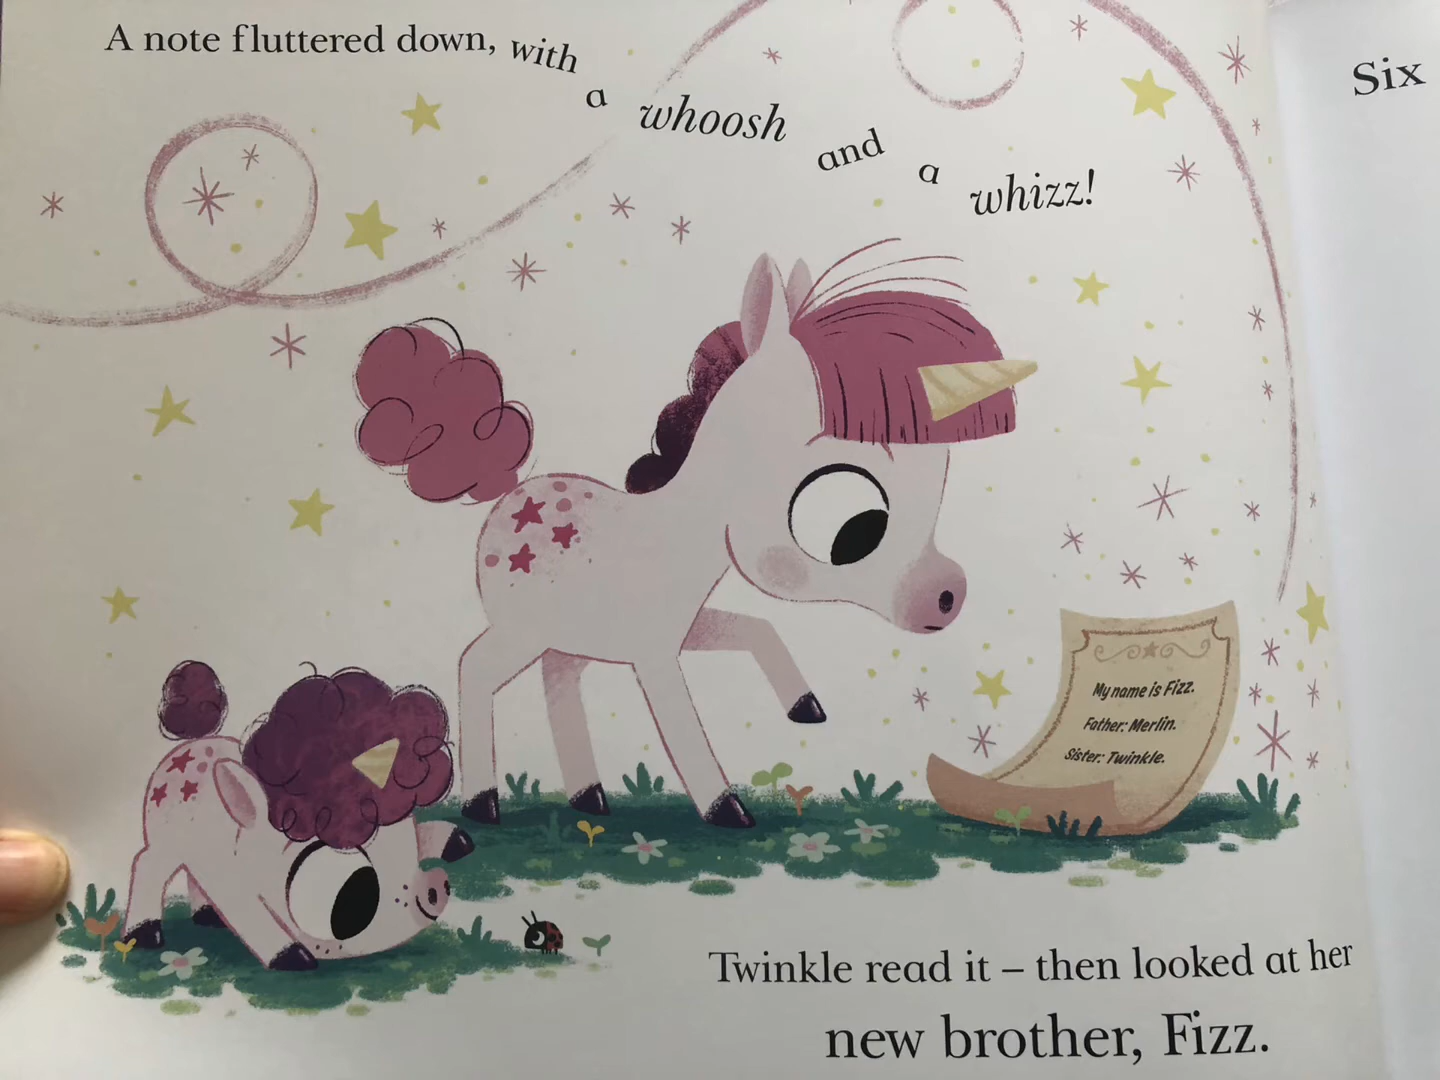 A note fluttered down, with a whoosh and a whizz!
My name is Fizz.
Father: Merlin.
Sister: Twinkle.
Twinkle read it – then looked at her
new brother, Fizz.
Six